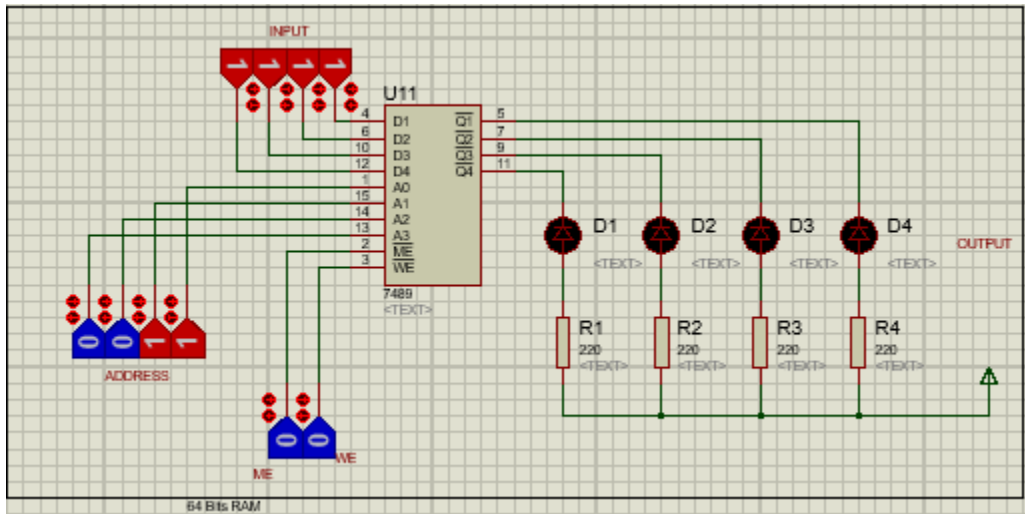 INPUT
1 1 1 1
U11
4 D1 Q1 5
6 D2 Q2 7
10 D3 Q3 9
12 D4 Q4 11
1 A0
15 A1
14 A2
13 A3
2 ME
3 WE
7489
<TEXT>
D1 D2 D3 D4
<TEXT> <TEXT> <TEXT> <TEXT>
OUTPUT
R1 R2 R3 R4
220 220 220 220
<TEXT> <TEXT> <TEXT> <TEXT>
0 0 1 1
ADDRESS
0 0
WE
ME
64 Bits RAM